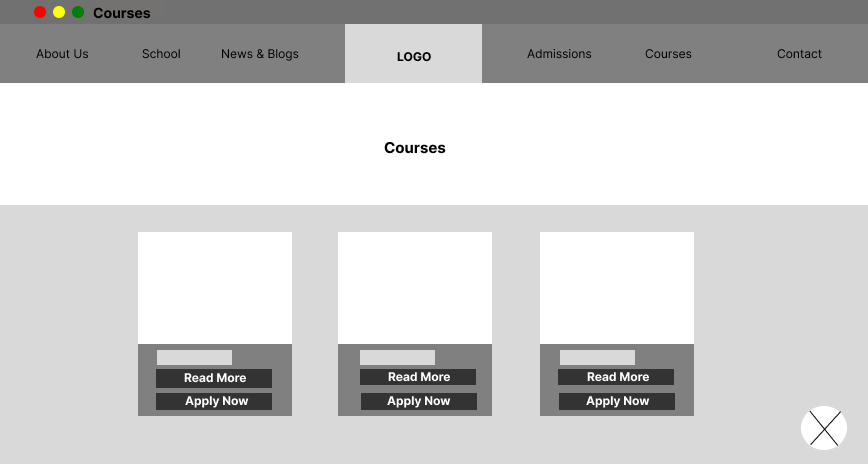 Courses
About Us School News & Blogs LOGO Admissions Courses Contact
Courses
Read More Read More Read More
Apply Now Apply Now Apply Now